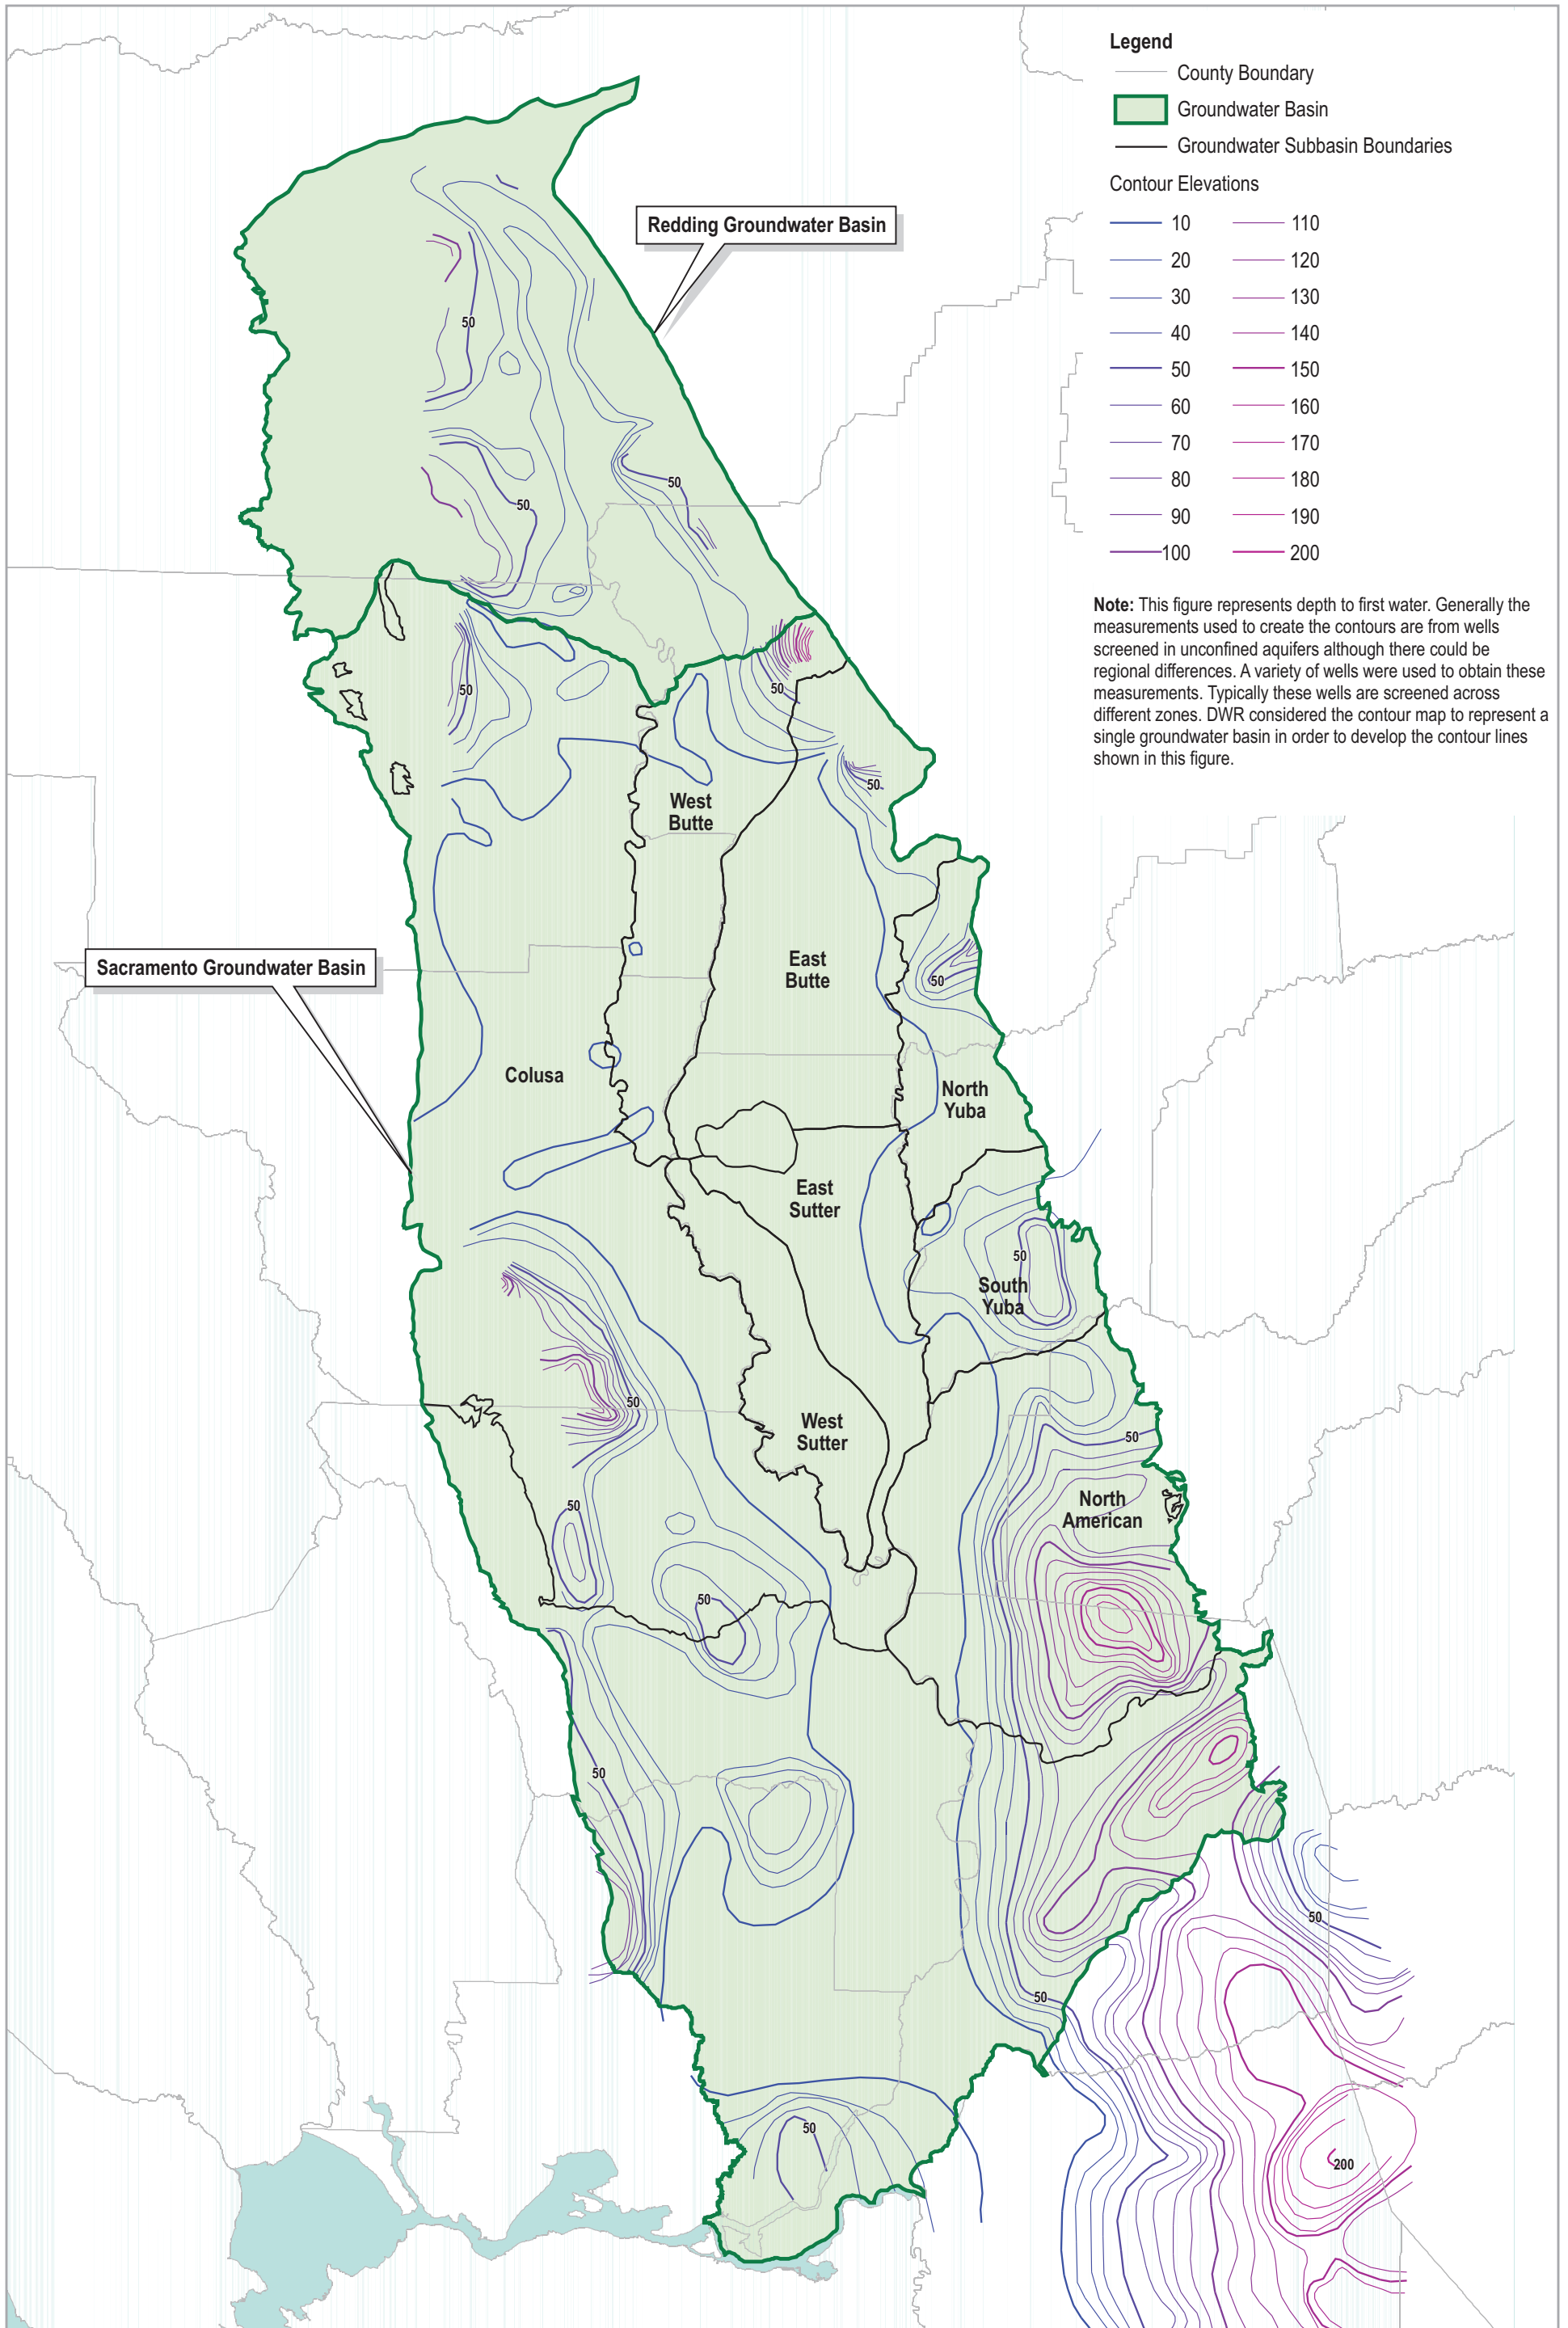 Legend
County Boundary
Groundwater Basin
Groundwater Subbasin Boundaries
Contour Elevations
10 110
20 120
30 130
40 140
50 150
60 160
70 170
80 180
90 190
100 200
Note: This figure represents depth to first water. Generally the
measurements used to create the contours are from wells
screened in unconfined aquifers although there could be
regional differences. A variety of wells were used to obtain these
measurements. Typically these wells are screened across
different zones. DWR considered the contour map to represent a
single groundwater basin in order to develop the contour lines
shown in this figure.
Redding Groundwater Basin
50
50
50
50
50
50
West
Butte
Sacramento Groundwater Basin
East
Butte
50
Colusa
North
Yuba
East
Sutter
50
South
Yuba
50
West
Sutter
50
50
North
American
50
50
50
50
50
200